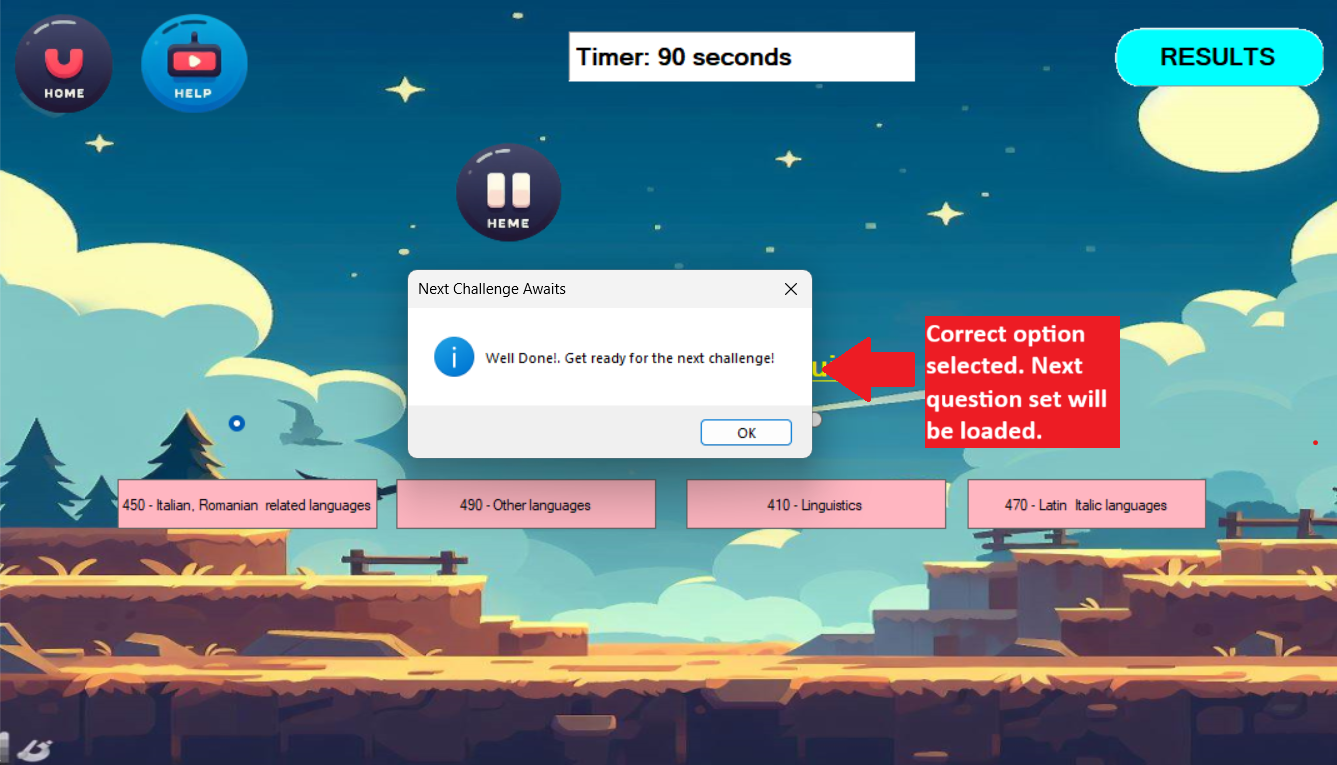 HOME
HELP
Timer: 90 seconds
RESULTS
HEME
Next Challenge Awaits
Well Done!. Get ready for the next challenge!
OK
Correct option
selected. Next
question set will
be loaded.
450 - Italian, Romanian  related languages
490 - Other languages
410 - Linguistics
470 - Latin  Italic languages